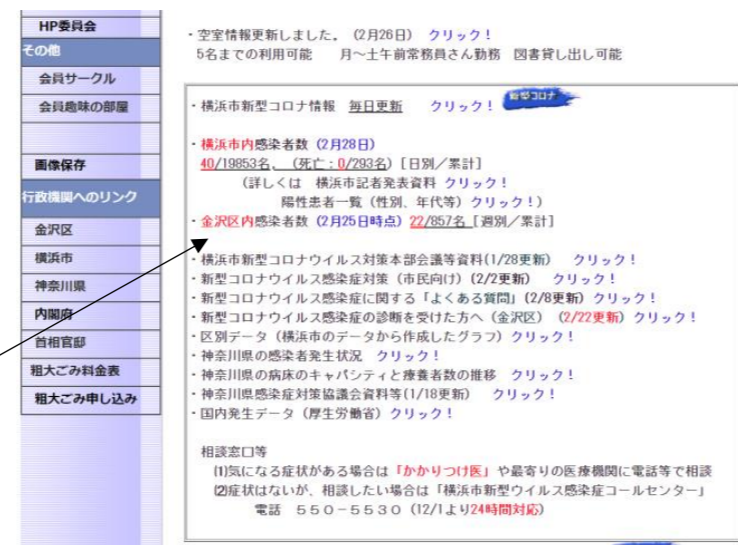 HP委員会
その他
会員サークル
会員趣味の部屋
画像保存
行政機関へのリンク
金沢区
横浜市
神奈川県
内閣府
首相官邸
粗大ごみ料金表
粗大ごみ申し込み
・空室情報更新しました。（2月26日） クリック！
5名までの利用可能　月～土午前常務員さん勤務　図書貸し出し可能
・横浜市新型コロナ情報　毎日更新　クリック！　新型コロナ
・横浜市内感染者数（2月28日）
40/19853名、（死亡：0/293名）[日別／累計]
（詳しくは　横浜市記者発表資料 クリック！
陽性患者一覧（性別、年代等）クリック！）
・金沢区内感染者数（2月25日時点）22/857名 [週別／累計]
・横浜市新型コロナウイルス対策本部会議等資料(1/28更新)　クリック！
・新型コロナウイルス感染症対策（市民向け）(2/2更新)　クリック！
・新型コロナウイルス感染症に関する「よくある質問」(2/8更新) クリック！
・新型コロナウイルス感染症の診断を受けた方へ（金沢区）（2/22更新）クリック！
・区別データ（横浜市のデータから作成したグラフ）クリック！
・神奈川県の感染者発生状況　クリック！
・神奈川県の病床のキャパシティと療養者数の推移　クリック！
・神奈川県感染症対策協議会資料等(1/18更新)　クリック！
・国内発生データ（厚生労働省）クリック！
相談窓口等
(1)気になる症状がある場合は「かかりつけ医」や最寄りの医療機関に電話等で相談
(2)症状はないが、相談したい場合は「横浜市新型ウイルス感染症コールセンター」
電話　５５０－５５３０（12/1より24時間対応）